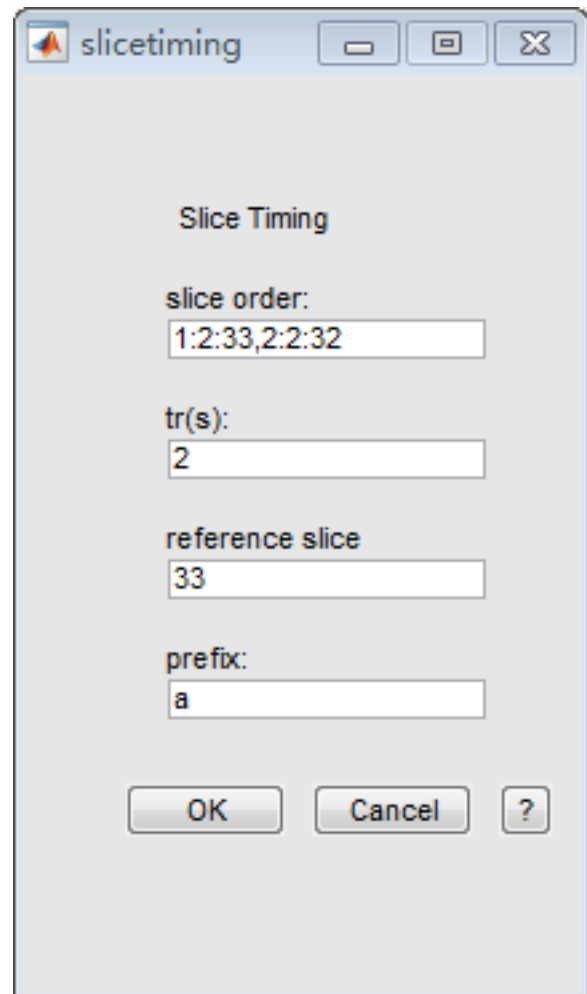 slicetiming
Slice Timing
slice order:
1:2:33,2:2:32
tr(s):
2
reference slice
33
prefix:
a
OK Cancel ?